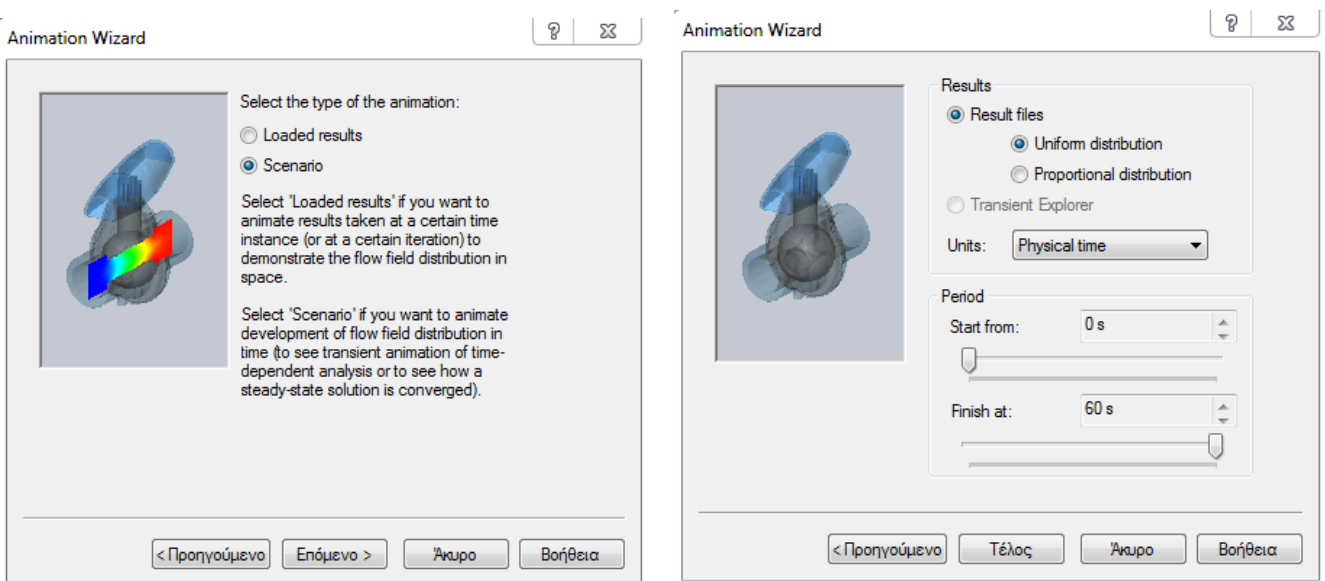 Animation Wizard
Select the type of the animation:
Loaded results
Scenario
Select 'Loaded results' if you want to
animate results taken at a certain time
instance (or at a certain iteration) to
demonstrate the flow field distribution in
space.
Select 'Scenario' if you want to animate
development of flow field distribution in
time (to see transient animation of time-
dependent analysis or to see how a
steady-state solution is converged).
< Προηγούμενο Επόμενο > Άκυρο Βοήθεια
Animation Wizard
Results
Result files
Uniform distribution
Proportional distribution
Transient Explorer
Units: Physical time
Period
Start from: 0 s
Finish at: 60 s
< Προηγούμενο Τέλος Άκυρο Βοήθεια